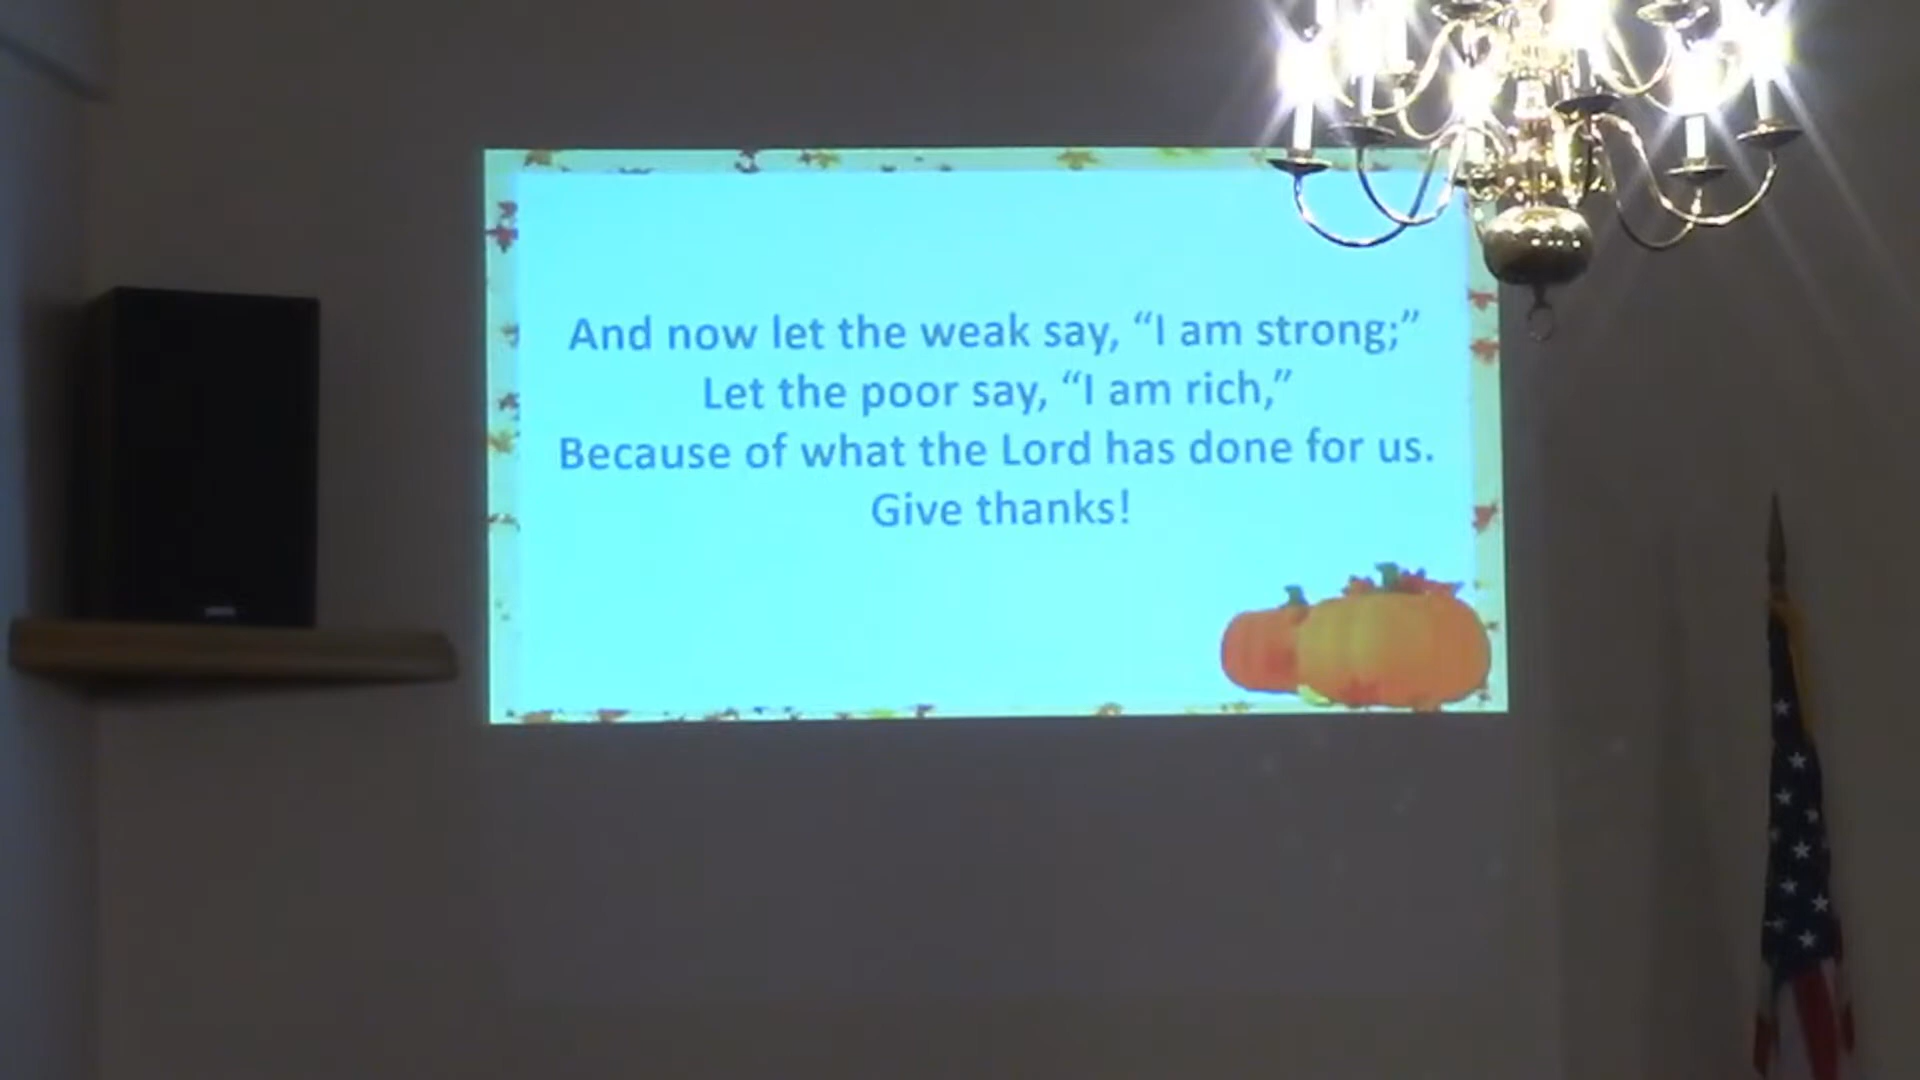 And now let the weak say, “I am strong;”
Let the poor say, “I am rich,”
Because of what the Lord has done for us.
Give thanks!